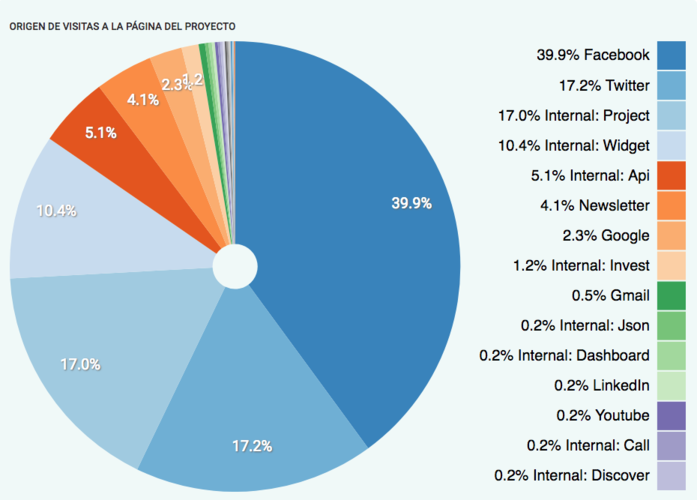 ORIGEN DE VISITAS A LA PÁGINA DEL PROYECTO
39.9% Facebook
17.2% Twitter
17.0% Internal: Project
10.4% Internal: Widget
5.1% Internal: Api
4.1% Newsletter
2.3% Google
1.2% Internal: Invest
0.5% Gmail
0.2% Internal: Json
0.2% Internal: Dashboard
0.2% LinkedIn
0.2% Youtube
0.2% Internal: Call
0.2% Internal: Discover
1.2
2.3%
4.1%
5.1%
10.4%
39.9%
17.0%
17.2%